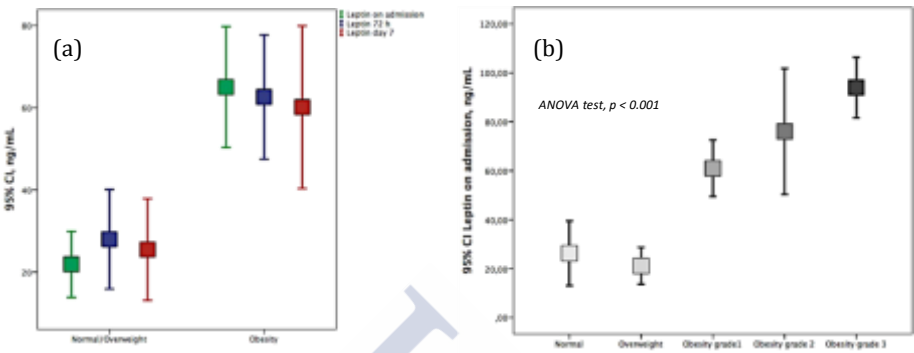 Leptin on admission
Leptin 72 h
Leptin day 7
(a)
95% CI, ng/mL
80
60
40
20
Normal/Overweight
Obesity
(b)
ANOVA test, p < 0.001
95% CI Leptin on admission, ng/mL
120,00
100,00
80,00
60,00
40,00
20,00
,00
Normal
Overweight
Obesity grade1
Obesity grade 2
Obesity grade 3